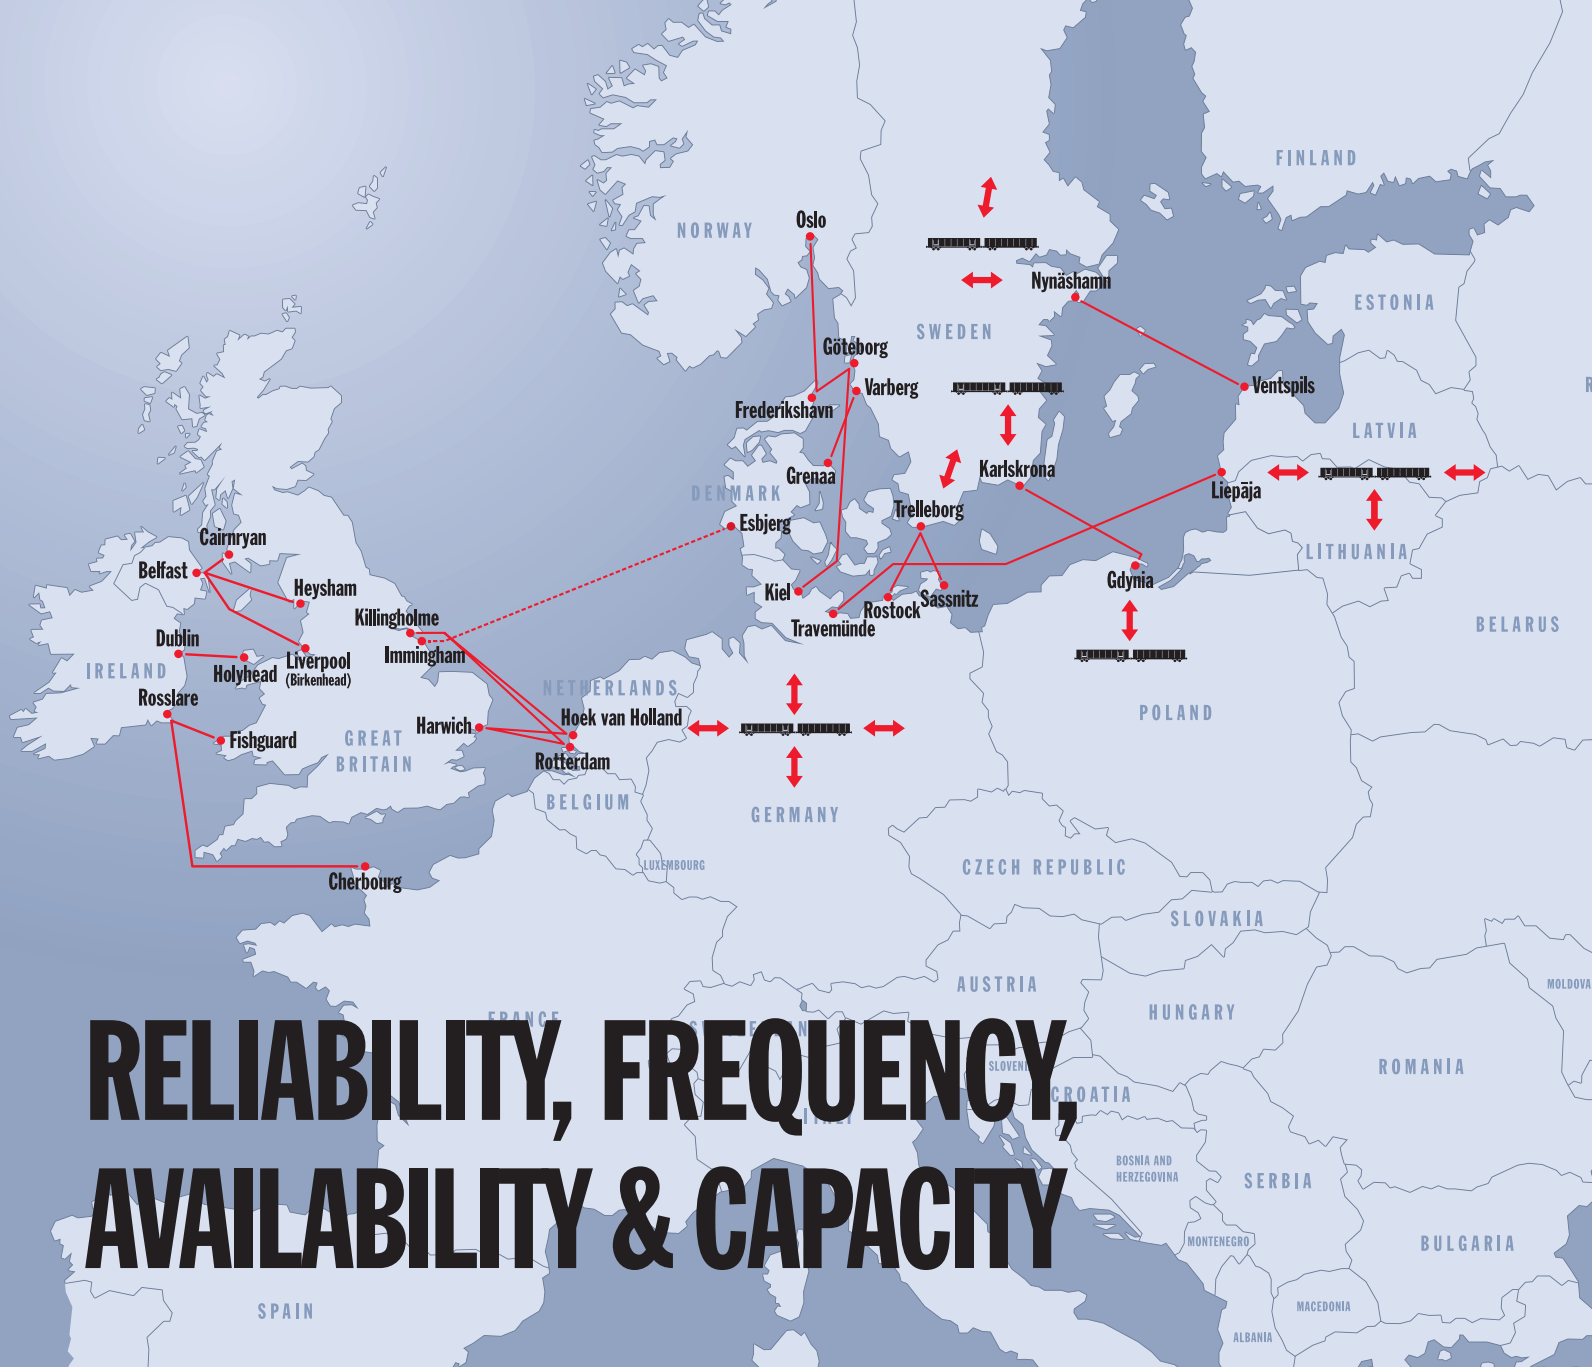 FINLAND
NORWAY
Oslo
Nynäshamn
ESTONIA
SWEDEN
Göteborg
Varberg
Ventspils
Frederikshavn
LATVIA
Grenaa
Karlskrona
DENMARK
Liepāja
Trelleborg
Esbjerg
Cairnryan
LITHUANIA
Belfast
Gdynia
Heysham
Kiel
Sassnitz
Rostock
Killingholme
Travemünde
BELARUS
Dublin
Immingham
IRELAND
Holyhead
Liverpool
(Birkenhead)
NETHERLANDS
Rosslare
Harwich
Hoek van Holland
POLAND
Fishguard
GREAT
BRITAIN
Rotterdam
BELGIUM
GERMANY
LUXEMBOURG
CZECH REPUBLIC
Cherbourg
SLOVAKIA
AUSTRIA
MOLDOVA
HUNGARY
FRANCE
RELIABILITY, FREQUENCY,
ROMANIA
CROATIA
ITALY
BOSNIA AND
HERZEGOVINA
SERBIA
AVAILABILITY & CAPACITY
MONTENEGRO
BULGARIA
SPAIN
MACEDONIA
ALBANIA